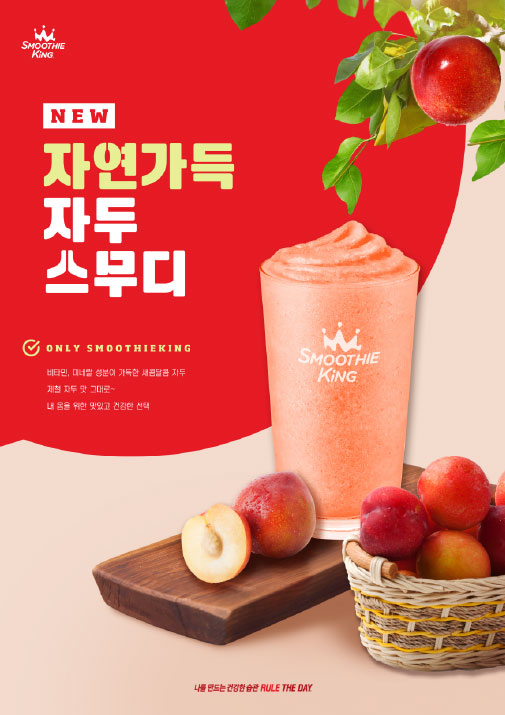 SMOOTHIE
KING
NEW
자연가득
자두
스무디
ONLY SMOOTHIEKING
비타민, 미네랄 성분이 가득한 새콤달콤 자두
제철 자두 맛 그대로~
내 몸을 위한 맛있고 건강한 선택
SMOOTHIE
KING
나를 만드는 건강한 습관 RULE THE DAY